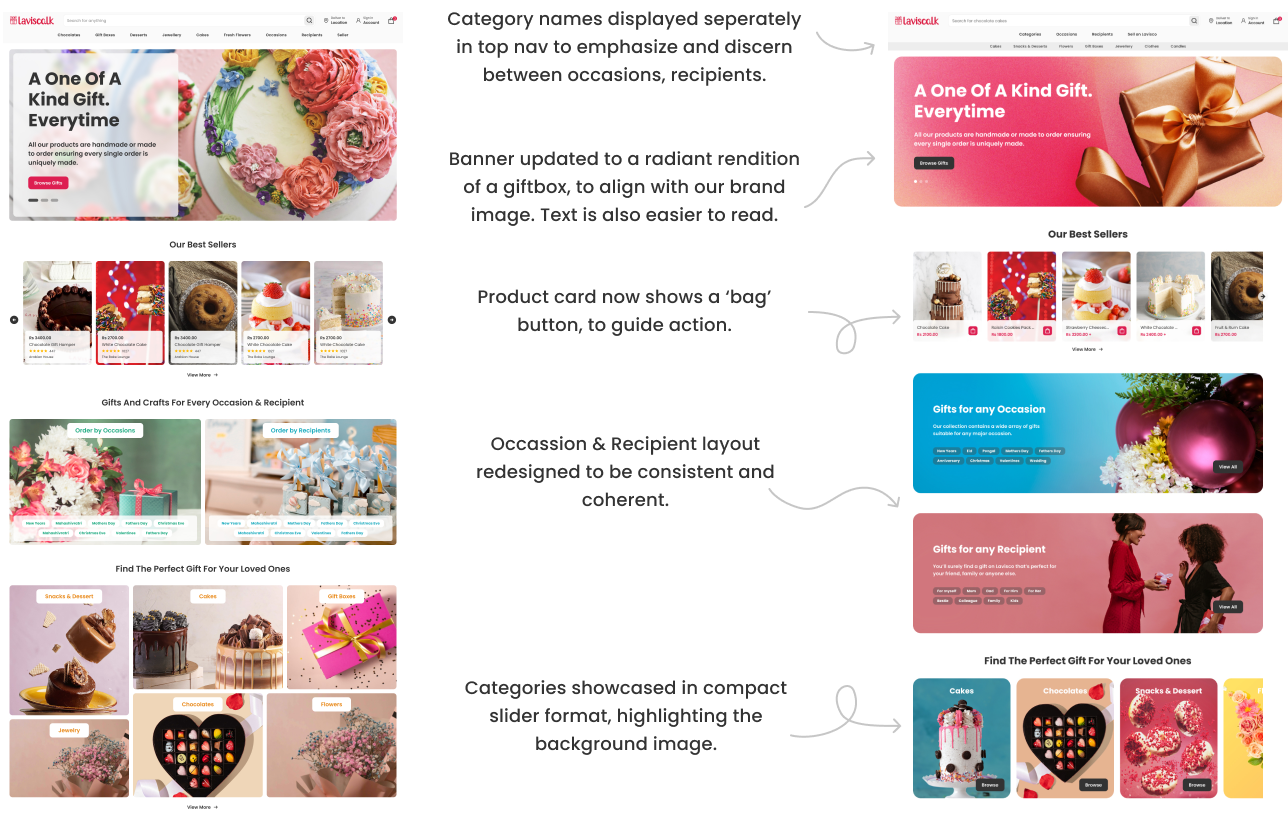 Lavisco.lk
Search for anything
Deliver to
Location
Sign In
Account
Chocolates Gift Boxes Desserts Jewellery Cakes Fresh Flowers Occasions Recipients Seller
A One Of A
Kind Gift.
Everytime
All our products are handmade or made
to order ensuring every single order is
uniquely made.
Browse Gifts
Our Best Sellers
Rs 3400.00
Chocolate Gift Hamper
Rs 2700.00
White Chocolate Cake
The Bake Lounge
Rs 3400.00
Chocolate Gift Hamper
Rs 2700.00
White Chocolate Cake
The Bake Lounge
Rs 2700.00
White Chocolate Cake
The Bake Lounge
View More
Gifts And Crafts For Every Occasion & Recipient
Order by Occasions
New Years Mahashivratri Mothers Day Fathers Day Christmas Eve
Mahashivratri Christmas Eve Valentines Fathers Day
Order by Recipients
New Years Mahashivratri Mothers Day Fathers Day Christmas Eve
Mahashivratri Christmas Eve Valentines Fathers Day
Find The Perfect Gift For Your Loved Ones
Snacks & Dessert
Cakes
Gift Boxes
Jewelry
Chocolates
Flowers
View More
Category names displayed seperately
in top nav to emphasize and discern
between occasions, recipients.
Banner updated to a radiant rendition
of a giftbox, to align with our brand
image. Text is also easier to read.
Product card now shows a ‘bag’
button, to guide action.
Occassion & Recipient layout
redesigned to be consistent and
coherent.
Categories showcased in compact
slider format, highlighting the
background image.
Lavisco.lk
Search for chocolate cakes
Deliver to
Location
Sign In
Account
Categories Occasions Recipients Sell on Lavisco
Cakes Snacks & Desserts Flowers Gift Boxes Jewellery Clothes Candles
A One Of A Kind Gift.
Everytime
All our products are handmade or made to order ensuring
every single order is uniquely made.
Browse Gifts
Our Best Sellers
Chocolate Cake
Rs 2100.00
Raisin Cookies Pack ...
Rs 1800.00
Strawberry Cheesec...
Rs 3300.00 +
White Chocolate ...
Rs 2400.00 +
Fruit & Rum Cake
Rs 2700.00
View More
Gifts for any Occasion
Our collection contains a wide array of gifts
suitable for any major occasion.
New Years Eid Pongal Mothers Day Fathers Day
Anniversary Christmas Valentines Wedding
View All
Gifts for any Recipient
You'll surely find a gift on Lavisco that's perfect for
your friend, family or anyone else.
For Myself Mom Dad For Him For Her
Bestie Colleague Family Kids
View All
Find The Perfect Gift For Your Loved Ones
Cakes
Browse
Chocolates
Browse
Snacks & Dessert
Browse